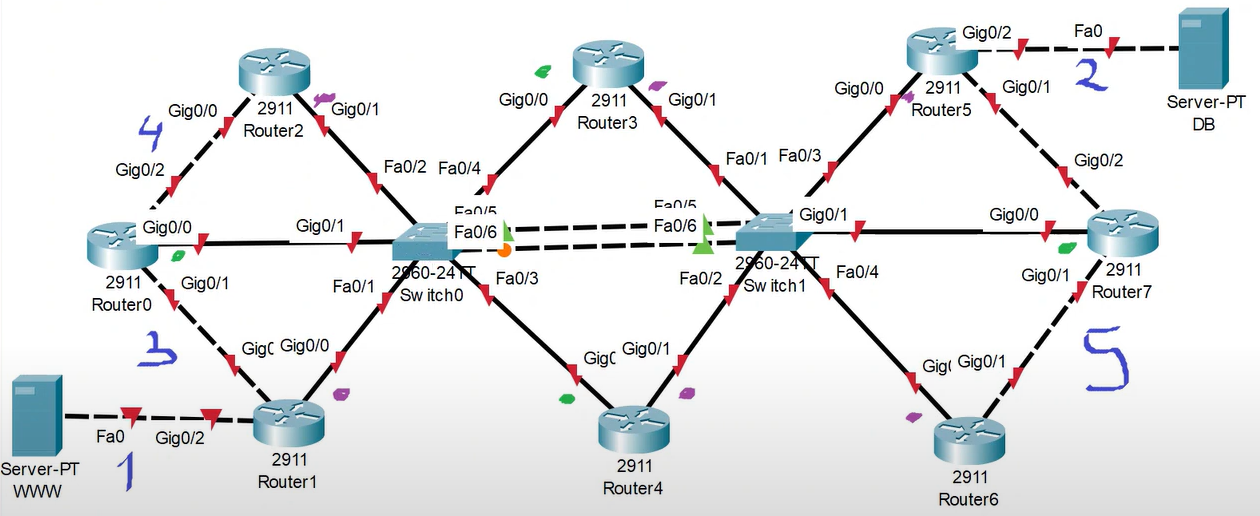 Gig0/2
Fa0
2
Server-PT
DB
2911
Router2
Gig0/0
Gig0/1
4
Gig0/2
Fa0/2
2911
Router3
Gig0/0
Gig0/1
Fa0/4
Fa0/1
2911
Router5
Gig0/0
Gig0/1
Fa0/3
Gig0/2
Gig0/0
Gig0/1
2911
Router0
Gig0/1
Fa0/5
Fa0/6
Fa0/5
Fa0/6
2960-24TT
Switch0
2960-24TT
Switch1
Gig0/1
Gig0/0
2911
Router7
Gig0/1
Fa0/1
Fa0/3
Fa0/2
Fa0/4
3
Gig0/0
Gig0/1
Gig0/1
5
Server-PT
WWW
Fa0
Gig0/2
1
2911
Router1
2911
Router4
2911
Router6